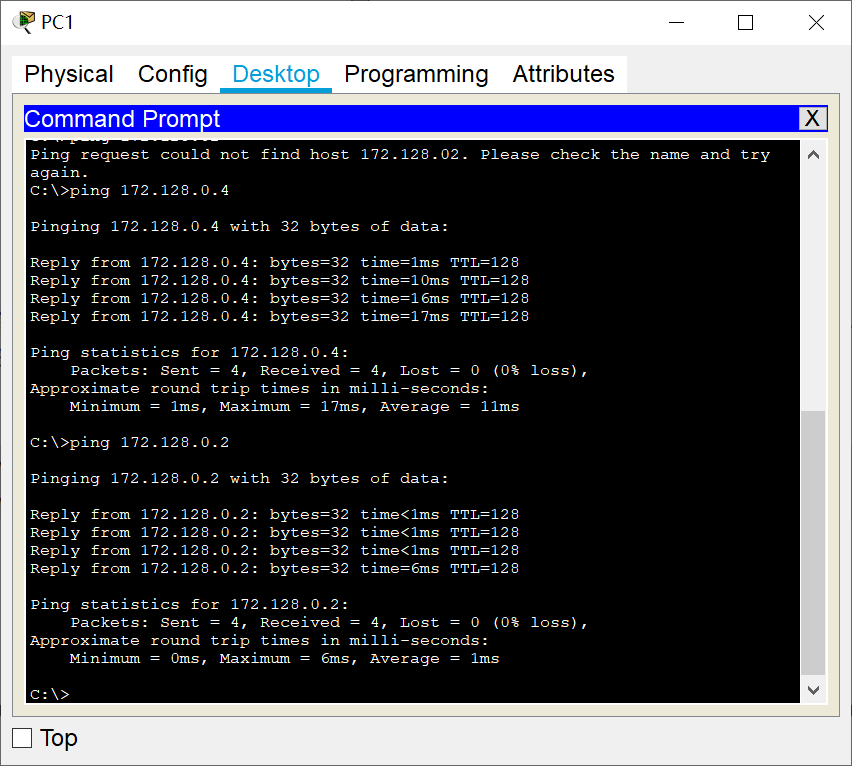 PC1
Physical Config Desktop Programming Attributes
Command Prompt X
Ping request could not find host 172.128.02. Please check the name and try
again.
C:\>ping 172.128.0.4
Pinging 172.128.0.4 with 32 bytes of data:
Reply from 172.128.0.4: bytes=32 time=1ms TTL=128
Reply from 172.128.0.4: bytes=32 time=10ms TTL=128
Reply from 172.128.0.4: bytes=32 time=16ms TTL=128
Reply from 172.128.0.4: bytes=32 time=17ms TTL=128
Ping statistics for 172.128.0.4:
Packets: Sent = 4, Received = 4, Lost = 0 (0% loss),
Approximate round trip times in milli-seconds:
Minimum = 1ms, Maximum = 17ms, Average = 11ms
C:\>ping 172.128.0.2
Pinging 172.128.0.2 with 32 bytes of data:
Reply from 172.128.0.2: bytes=32 time<1ms TTL=128
Reply from 172.128.0.2: bytes=32 time<1ms TTL=128
Reply from 172.128.0.2: bytes=32 time<1ms TTL=128
Reply from 172.128.0.2: bytes=32 time=6ms TTL=128
Ping statistics for 172.128.0.2:
Packets: Sent = 4, Received = 4, Lost = 0 (0% loss),
Approximate round trip times in milli-seconds:
Minimum = 0ms, Maximum = 6ms, Average = 1ms
C:\>
Top